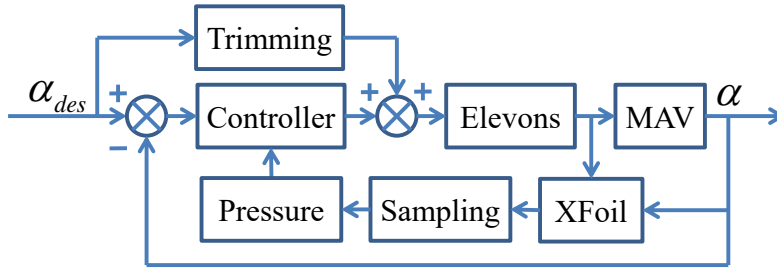 Trimming
α_des
+
−
Controller
+
+
Elevons
MAV
α
Pressure
Sampling
XFoil